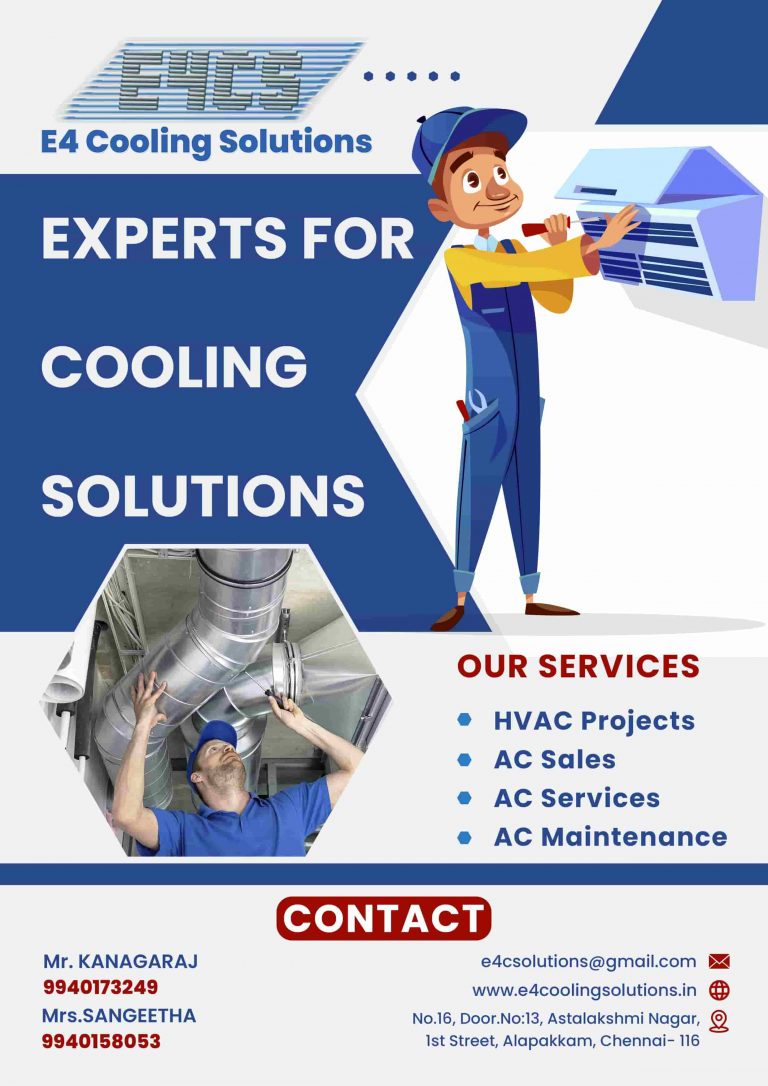 E4CS
E4 Cooling Solutions
EXPERTS FOR
COOLING
SOLUTIONS
OUR SERVICES
HVAC Projects
AC Sales
AC Services
AC Maintenance
CONTACT
Mr. KANAGARAJ
9940173249
Mrs.SANGEETHA
9940158053
e4csolutions@gmail.com
www.e4coolingsolutions.in
No.16, Door.No:13, Astalakshmi Nagar,
1st Street, Alapakkam, Chennai- 116